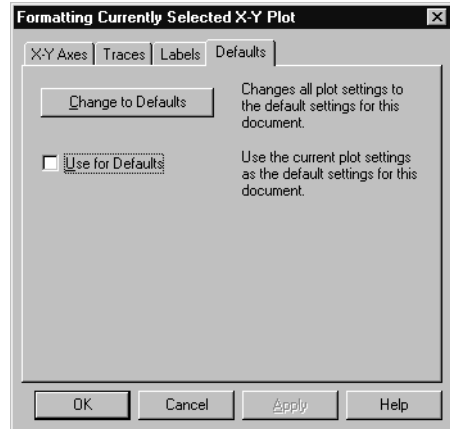 Formatting Currently Selected X-Y Plot
X-Y Axes Traces Labels Defaults
Change to Defaults
Changes all plot settings to
the default settings for this
document.
Use for Defaults
Use the current plot settings
as the default settings for this
document.
OK Cancel Apply Help